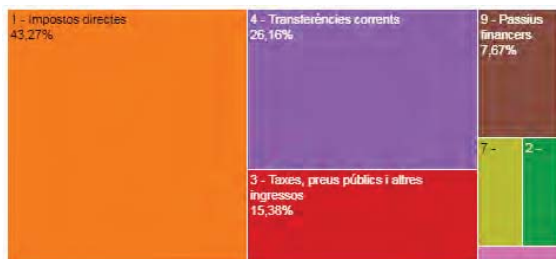 1 - Impostos directes
43,27%
4 - Transferències corrents
26,16%
3 - Taxes, preus públics i altres
ingressos
15,38%
9 - Passius
financers
7,67%
7 -
2 -